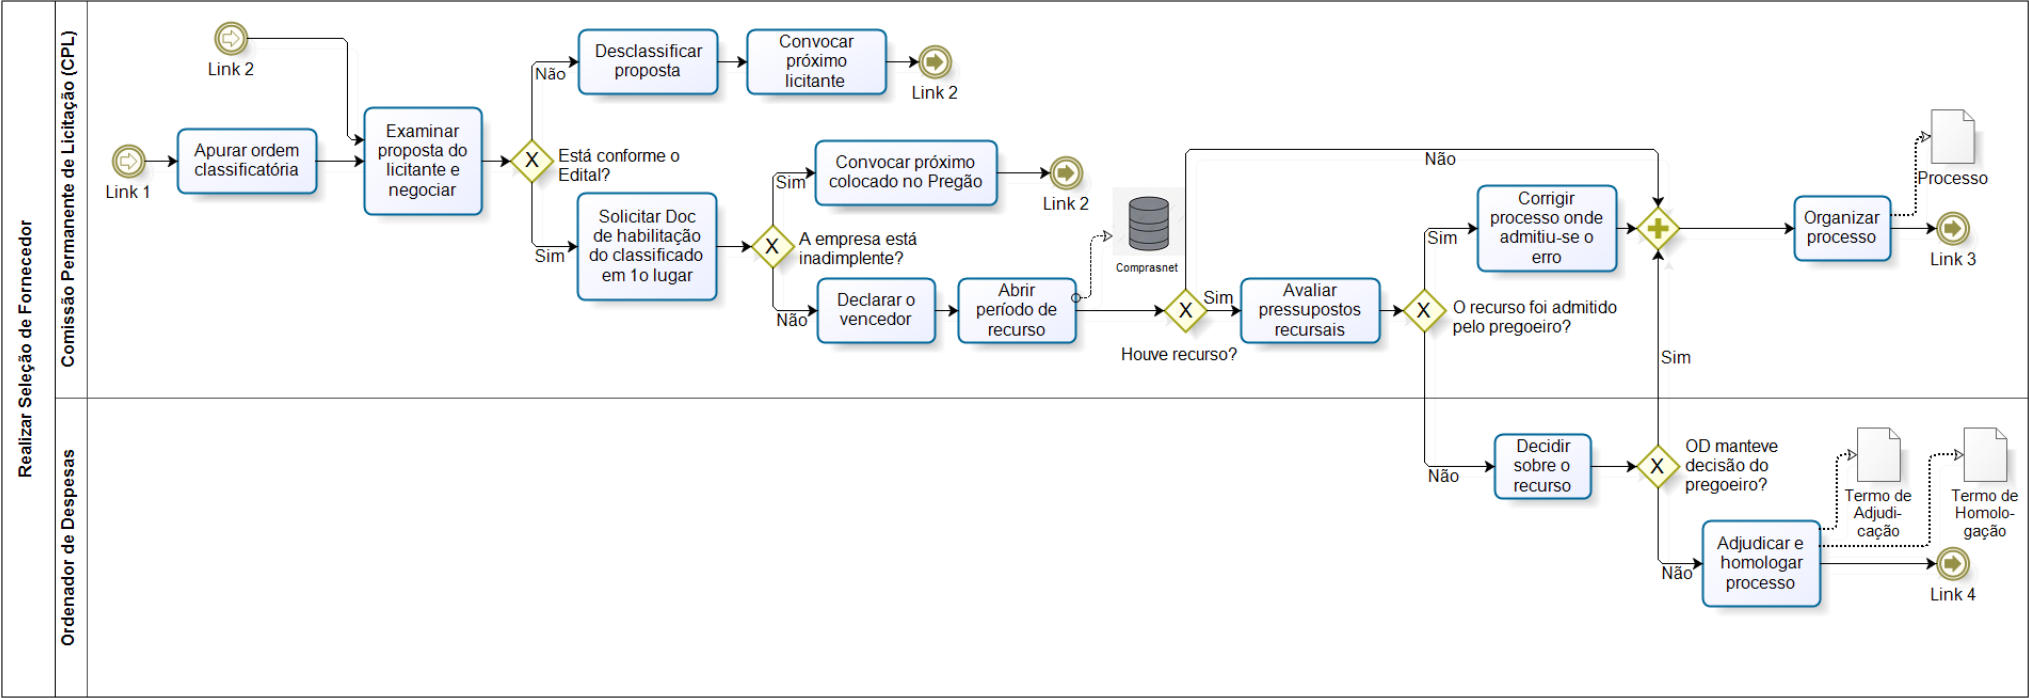 Realizar Seleção de Fornecedor
Comissão Permanente de Licitação (CPL)
Link 2
Link 1
Apurar ordem
classificatória
Examinar
proposta do
licitante e
negociar
X
Está conforme o
Edital?
Não
Desclassificar
proposta
Convocar
próximo
licitante
Link 2
Sim
Solicitar Doc
de habilitação
do classificado
em 1o lugar
X
A empresa está
inadimplente?
Sim
Convocar próximo
colocado no Pregão
Link 2
Não
Declarar o
vencedor
Abrir
período de
recurso
Comprasnet
X
Houve recurso?
Não
Sim
Avaliar
pressupostos
recursais
X
O recurso foi admitido
pelo pregoeiro?
Sim
Corrigir
processo onde
admitiu-se o
erro
Organizar
processo
Processo
Link 3
Sim
Ordenador de Despesas
Não
Decidir
sobre o
recurso
X
OD manteve
decisão do
pregoeiro?
Não
Adjudicar e
homologar
processo
Termo de
Adjudi-
cação
Termo de
Homolo-
gação
Link 4